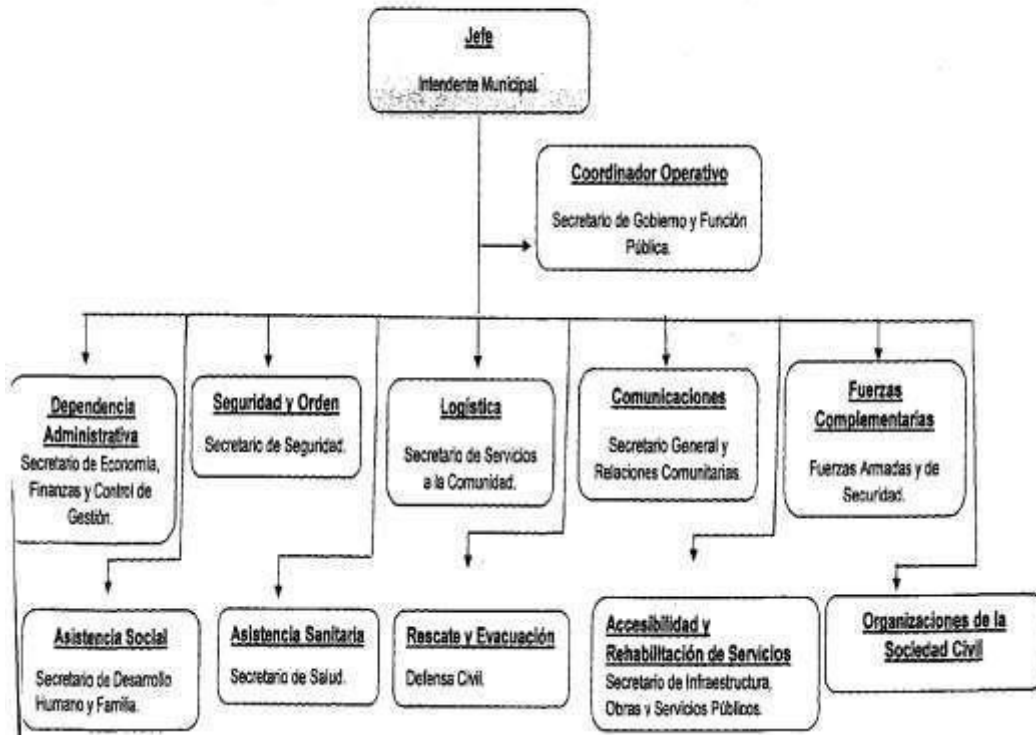 Jefe
Intendente Municipal.
Coordinador Operativo
Secretario de Gobierno y Función
Pública.
Dependencia
Administrativa
Secretario de Economía,
Finanzas y Control de
Gestión.
Seguridad y Orden
Secretario de Seguridad.
Logística
Secretario de Servicios
a la Comunidad.
Comunicaciones
Secretario General y
Relaciones Comunitarias.
Fuerzas
Complementarias
Fuerzas Armadas y de
Securidad.
Asistencia Social
Secretario de Desarrollo
Humano y Familia.
Asistencia Sanitaria
Secretario de Salud.
Rescate y Evacuación
Defensa Civil.
Accesibilidad y
Rehabilitación de Servicios
Secretario de Infraestructura,
Obras y Servicios Públicos.
Organizaciones de la
Sociedad Civil